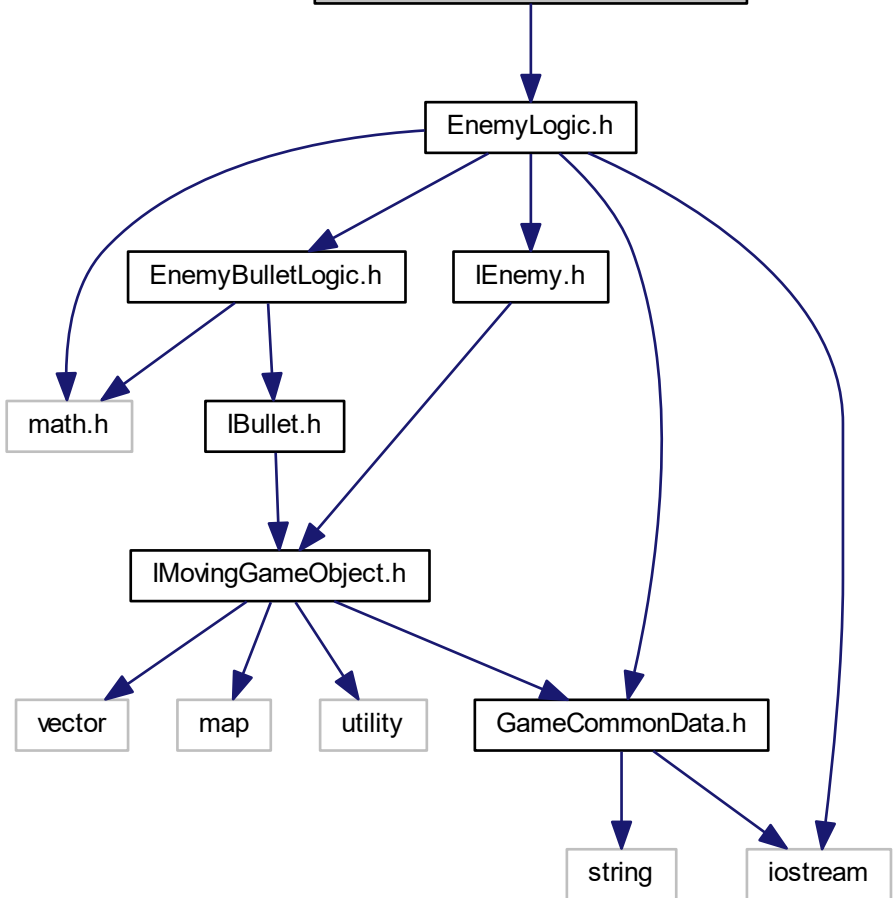 EnemyLogic.h
EnemyBulletLogic.h
IEnemy.h
math.h
IBullet.h
IMovingGameObject.h
vector
map
utility
GameCommonData.h
string
iostream